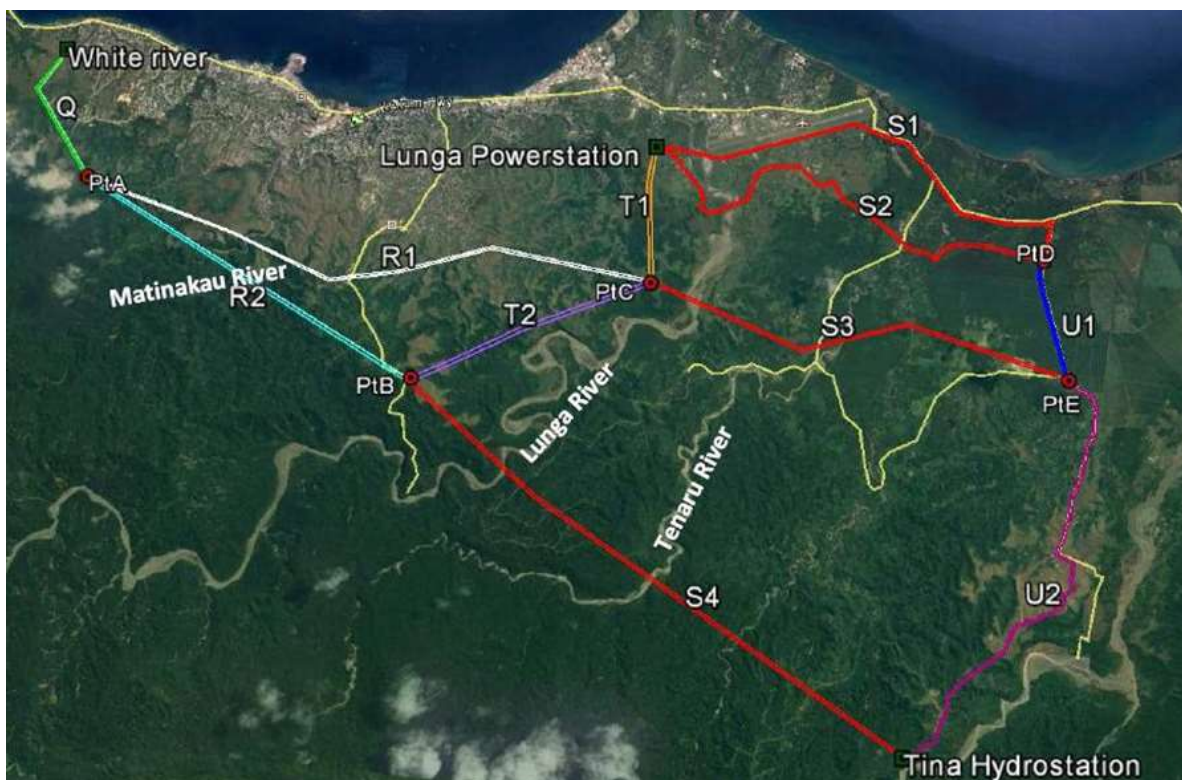 White river
Q
PtA
Lunga Powerstation
S1
T1
S2
R1
PtD
Matinakau River
R2
PtC
T2
S3
U1
PtB
PtE
Lunga River
Tenaru River
S4
U2
Tina Hydrostation